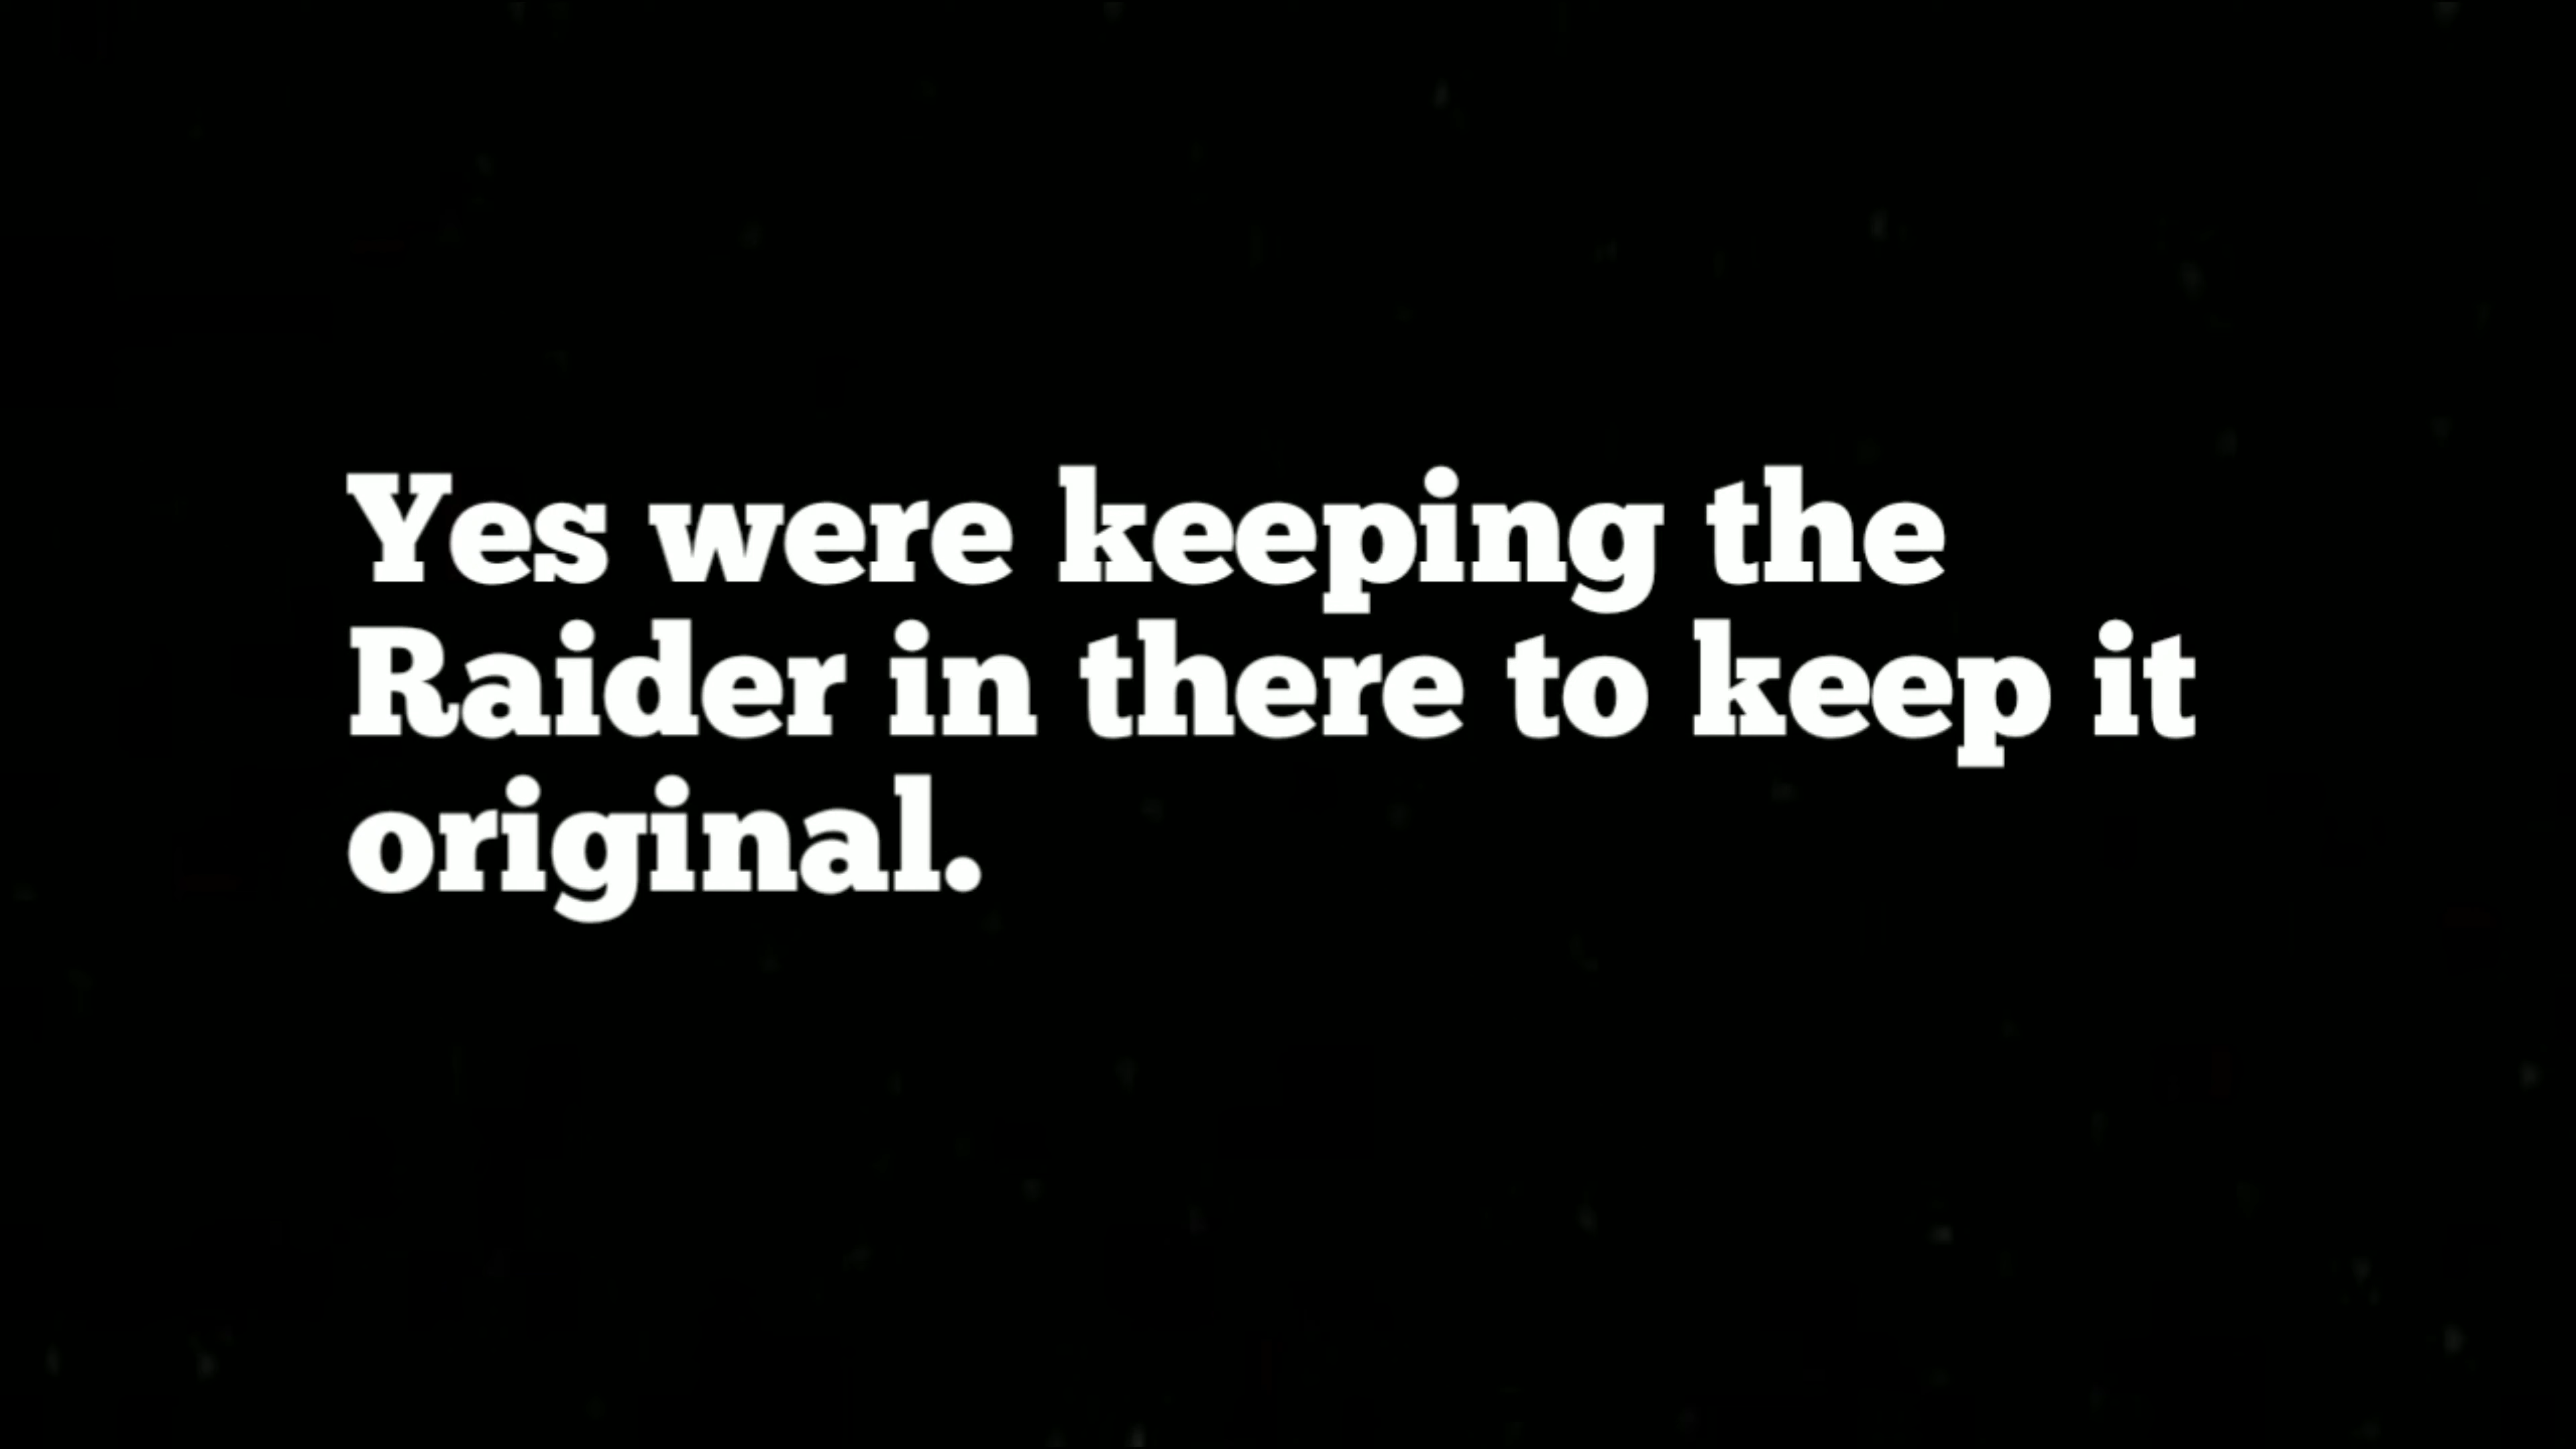 Yes were keeping the
Raider in there to keep it
original.